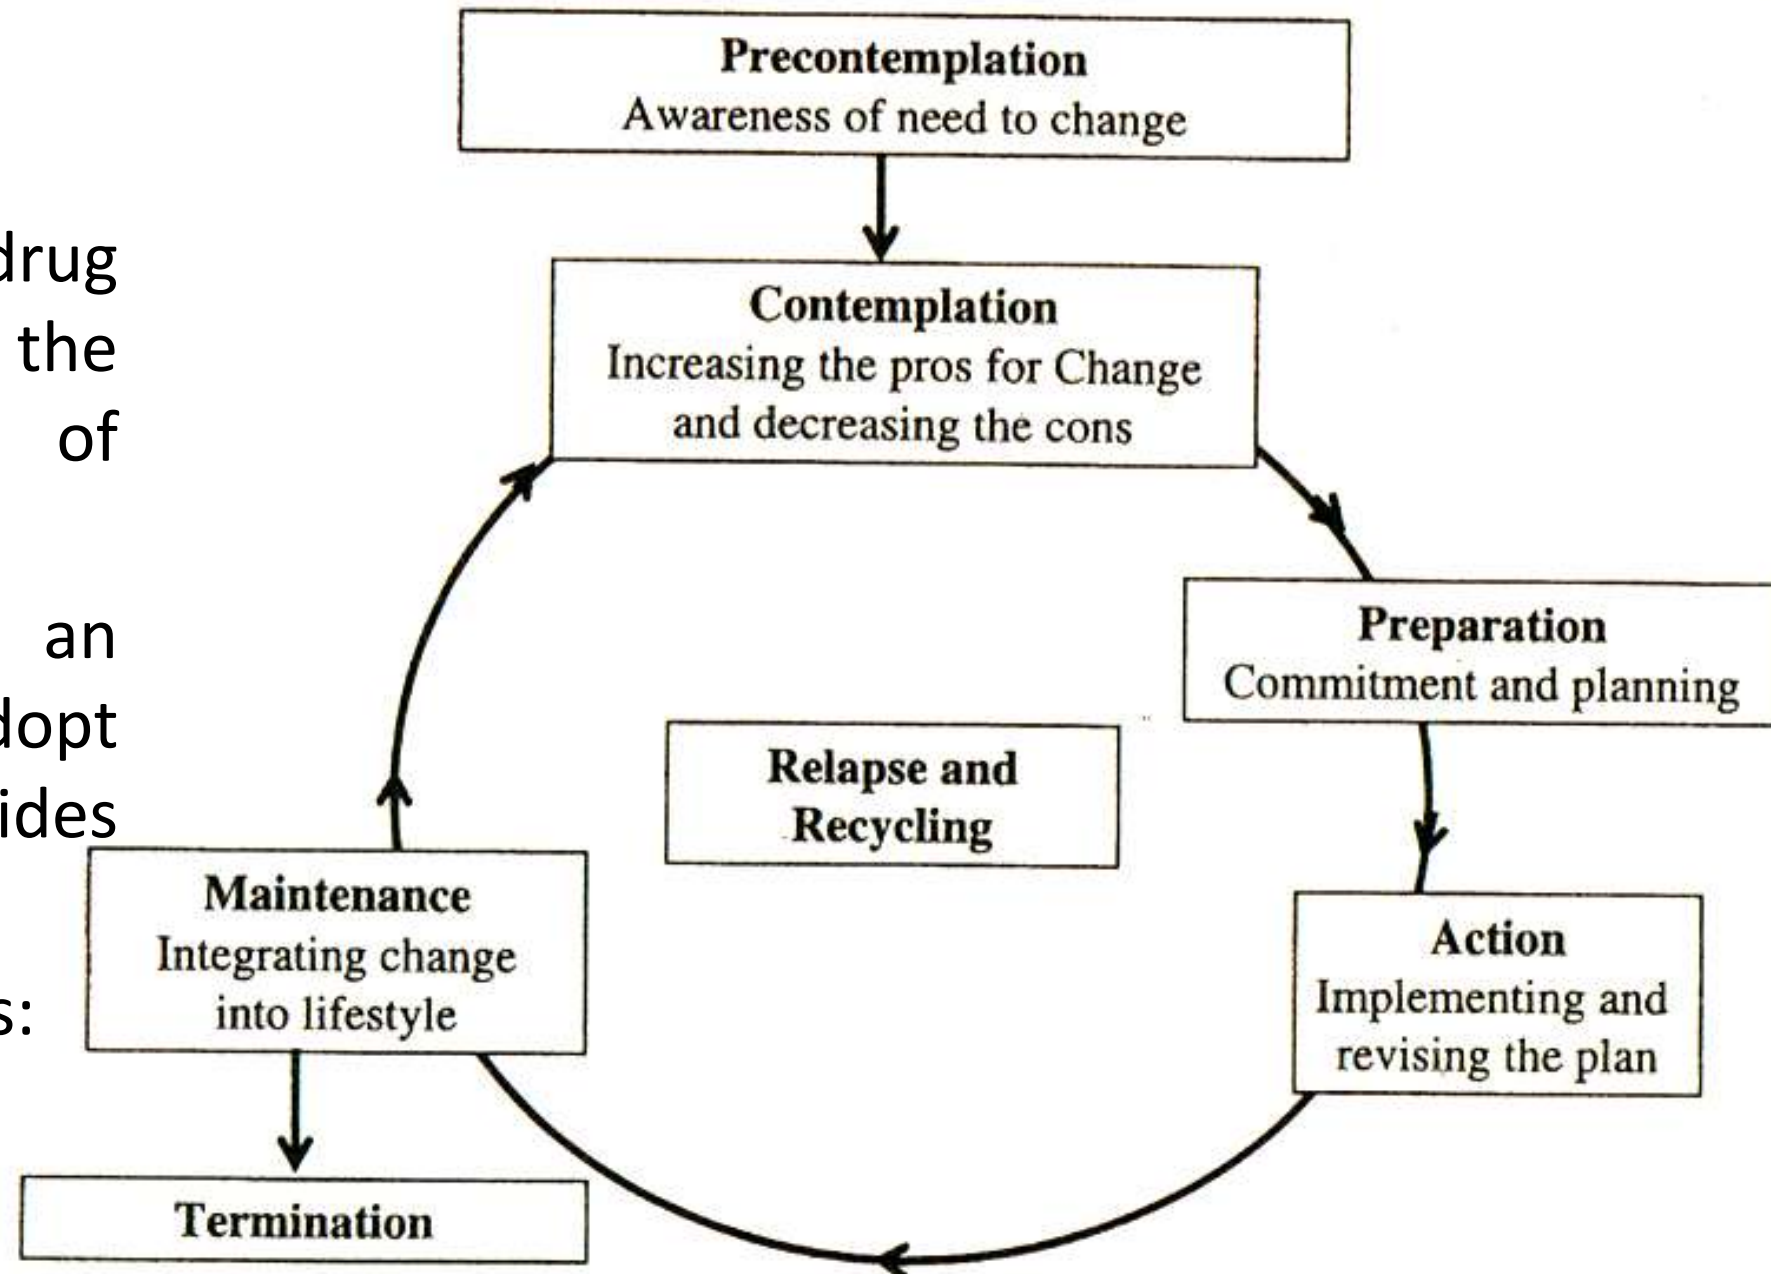 Precontemplation
Awareness of need to change
drug
the
of
Contemplation
Increasing the pros for Change
and decreasing the cons
an
Preparation
Commitment and planning
Relapse and
Recycling
Maintenance
Integrating change
into lifestyle
s:
Action
Implementing and
revising the plan
Termination